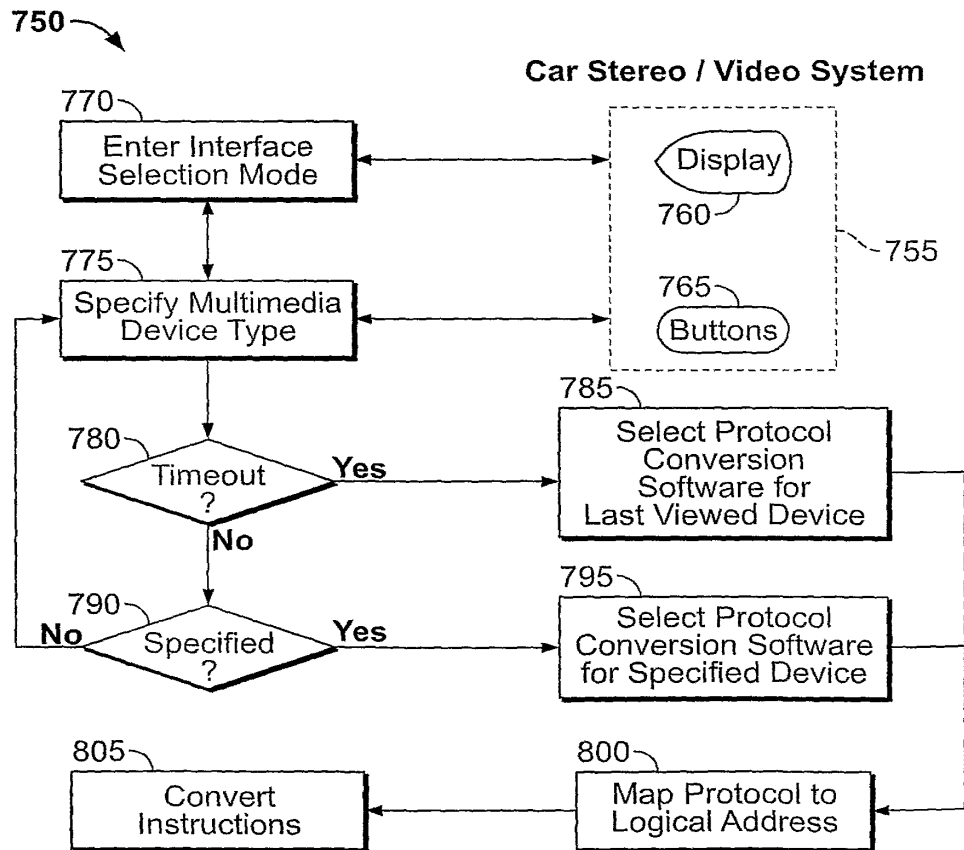 750
Car Stereo / Video System
770
Enter Interface
Selection Mode
Display
760
755
775
Specify Multimedia
Device Type
765
Buttons
785
Select Protocol
Conversion
Software for
Last Viewed Device
780
Timeout
?
Yes
No
790
Specified
?
No
Yes
795
Select Protocol
Conversion Software
for Specified Device
805
Convert
Instructions
800
Map Protocol to
Logical Address